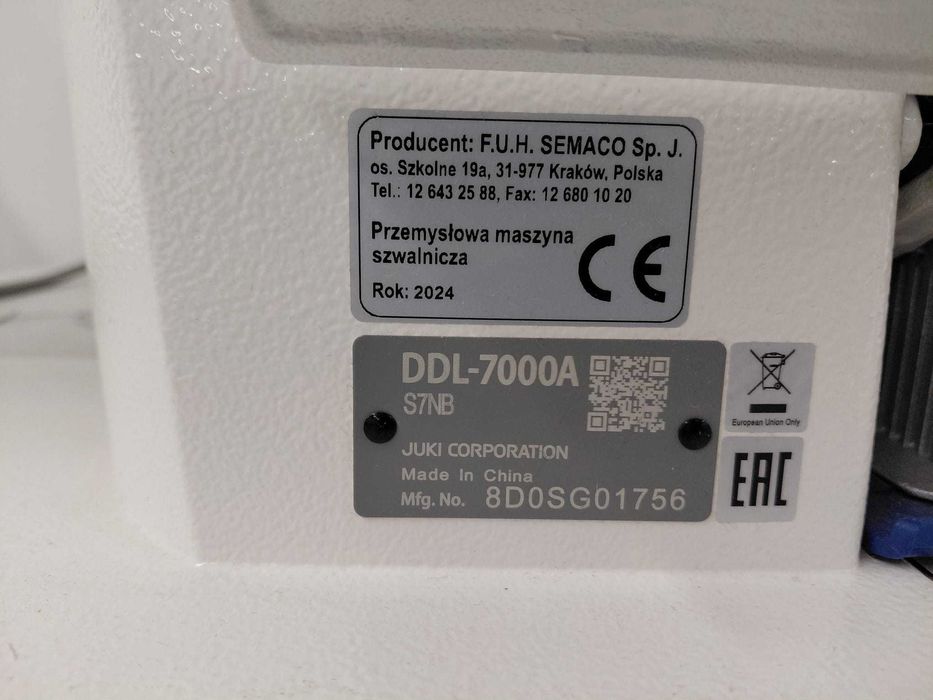 Producent: F.U.H. SEMACO Sp. J.
os. Szkolne 19a, 31-977 Kraków, Polska
Tel.: 12 643 25 88, Fax: 12 680 10 20
Przemysłowa maszyna
szwalnicza
CE
Rok: 2024
DDL-7000A
S7NB
JUKI CORPORATION
Made In China
Mfg. No. 8D0SG01756
European Union Only
EAC